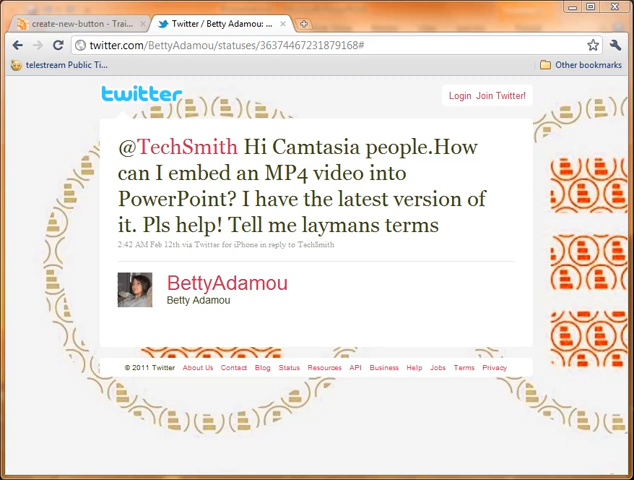 create-new-button - Trai...
Twitter / Betty Adamou: ...
twitter.com/BettyAdamou/statuses/36374467231879168#
telestream Public Ti...
Other bookmarks
twitter
Login Join Twitter!
@TechSmith Hi Camtasia people.How
can I embed an MP4 video into
PowerPoint? I have the latest version of
it. Pls help! Tell me laymans terms
2:42 AM Feb 12th via Twitter for iPhone in reply to TechSmith
BettyAdamou
Betty Adamou
© 2011 Twitter About Us Contact Blog Status Resources API Business Help Jobs Terms Privacy